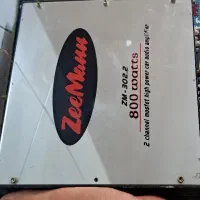 ZeeMann
ZM-302.2
800 watts
2 channel mosfet high power car audio amplifier